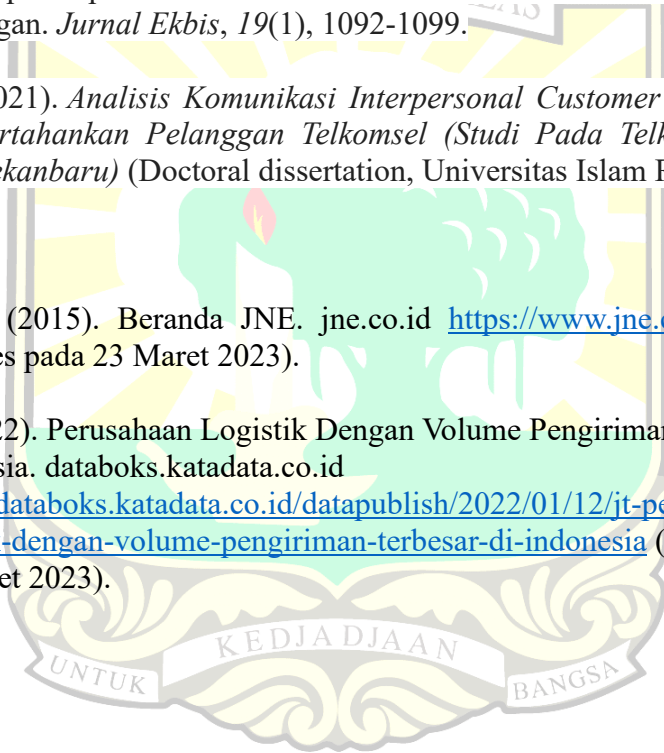 gan. Jurnal Ekbis, 19(1), 1092-1099.
021). Analisis Komunikasi Interpersonal Customer
rtahankan Pelanggan Telkomsel (Studi Pada Telk
ekanbaru) (Doctoral dissertation, Universitas Islam
(2015). Beranda JNE. jne.co.id https://www.jne.
es pada 23 Maret 2023).
22). Perusahaan Logistik Dengan Volume Pengiriman
sia. databoks.katadata.co.id
databoks.katadata.co.id/datapublish/2022/01/12/jt-pe
-dengan-volume-pengiriman-terbesar-di-indonesia (
et 2023).
UNTUK KEDJADJAAN BANGSA